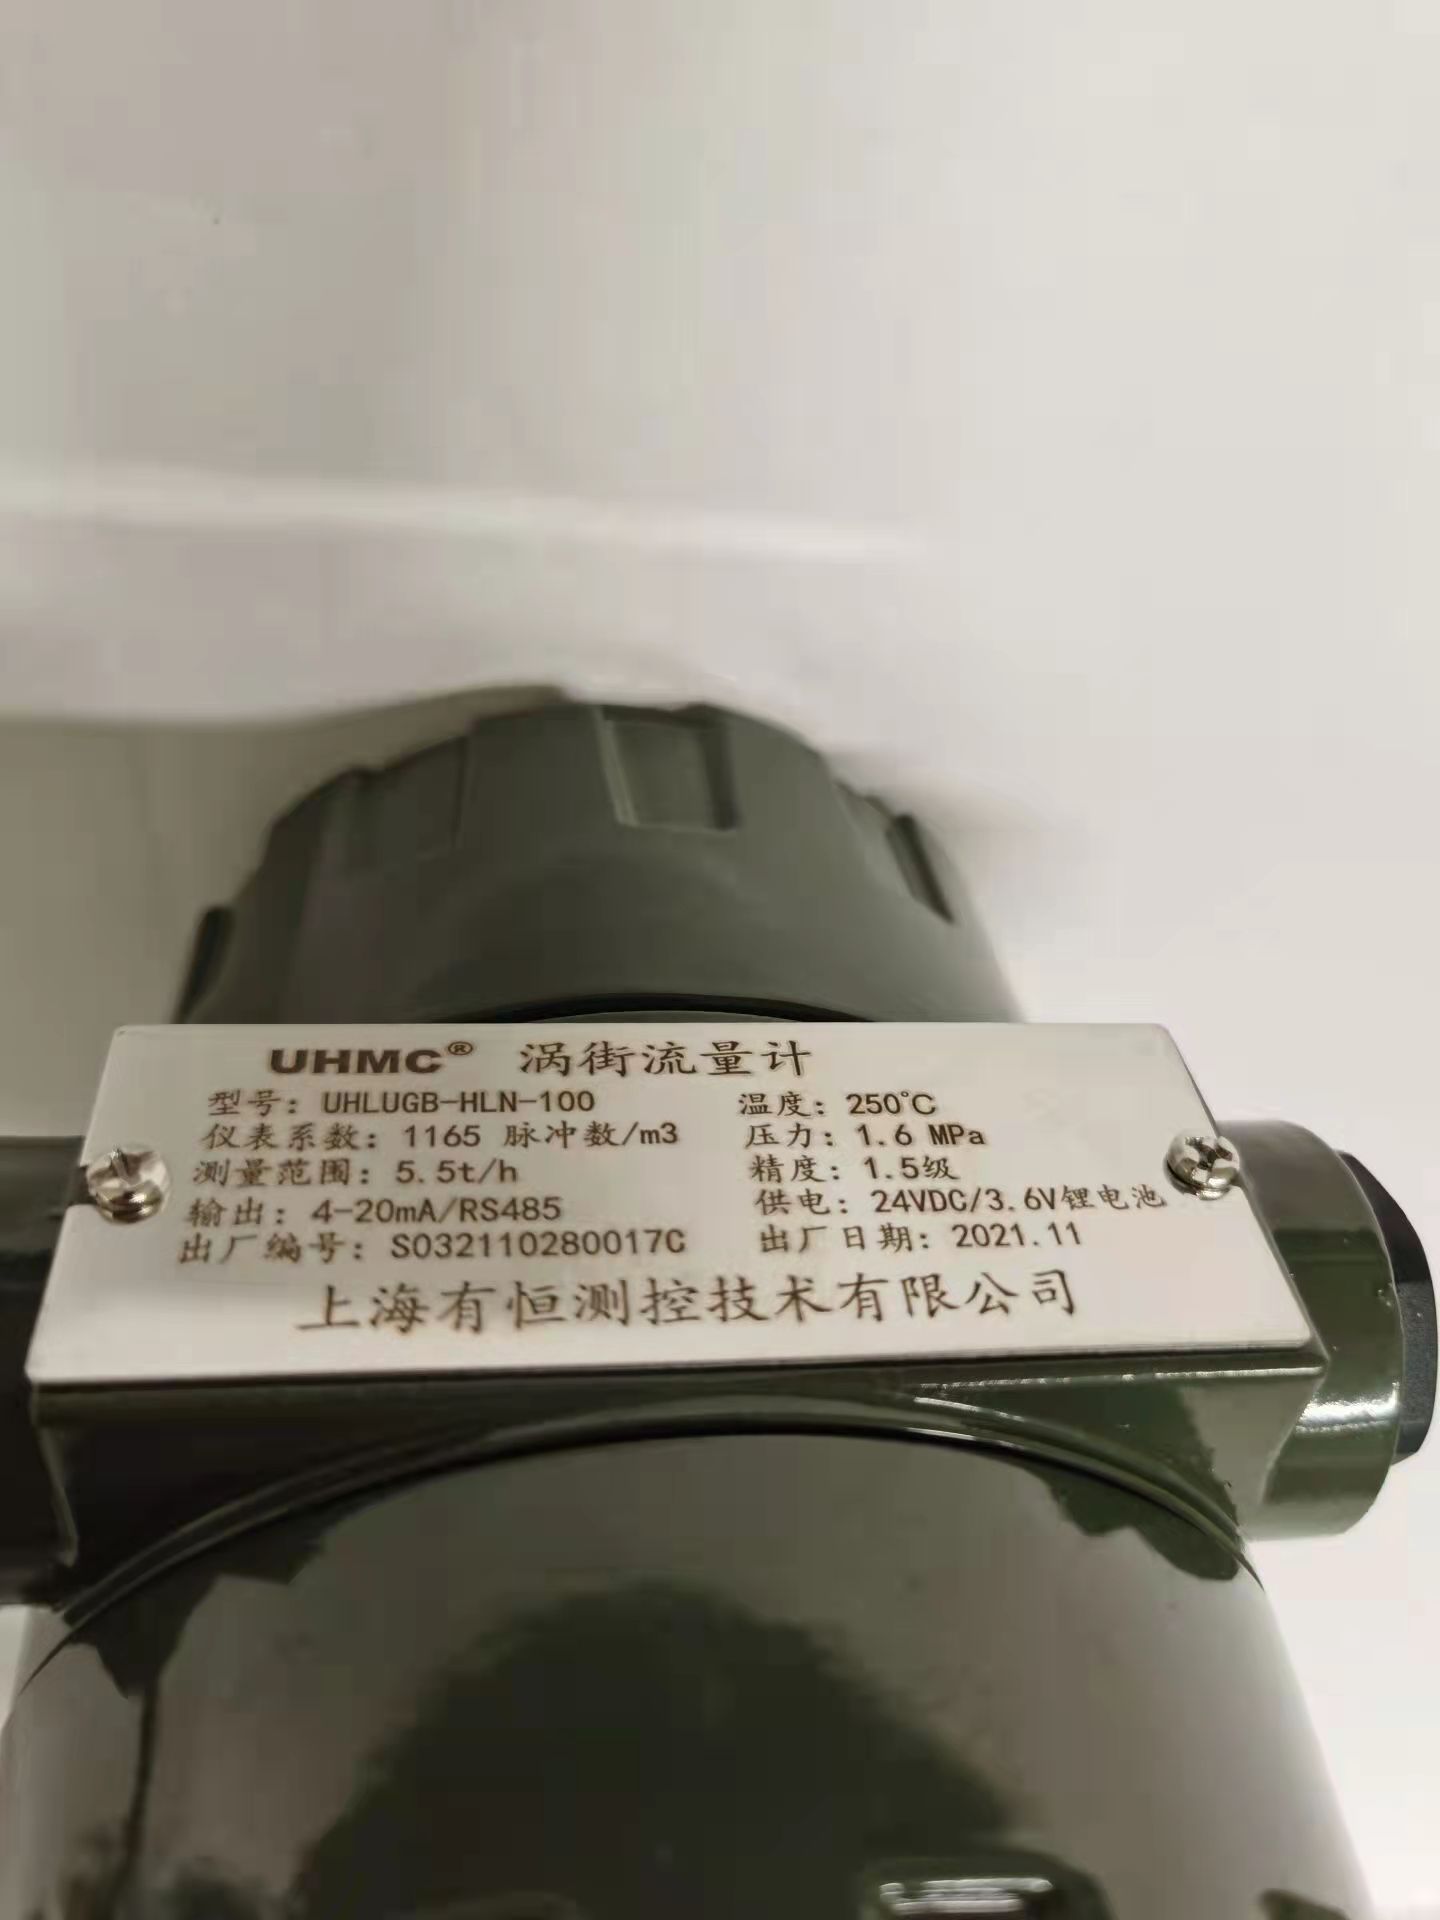 UHMC® 涡街流量计
型号：UHLUGB-HLN-100 温度：250℃
仪表系数：1165 脉冲数/m3 压力：1.6 MPa
测量范围：5.5t/h 精度：1.5级
输出：4-20mA/RS485 供电：24VDC/3.6V锂电池
出厂编号：S032110280017C 出厂日期：2021.11
上海有恒测控技术有限公司